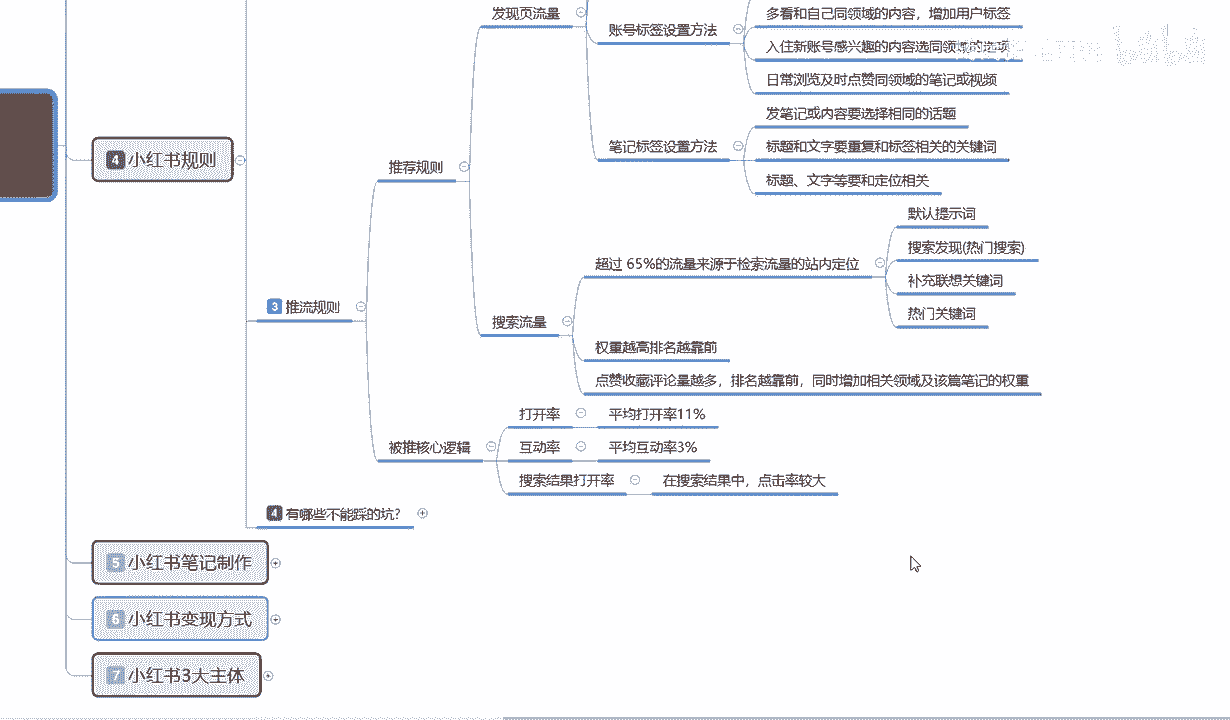 发现页流量
账号标签设置方法
多看和自己同领域的内容，增加用户标签
入住新账号感兴趣的内容选同领域的选项
日常浏览及时点赞同领域的笔记或视频
笔记标签设置方法
发笔记或内容要选择相同的话题
标题和文字要重复和标签相关的关键词
标题、文字等要和定位相关
4 小红书规则
推荐规则
3 推流规则
搜索流量
超过 65%的流量来源于检索流量的站内定位
默认提示词
搜索发现(热门搜索)
补充联想关键词
热门关键词
权重越高排名越靠前
点赞收藏评论量越多，排名越靠前，同时增加相关领域及该篇笔记的权重
被推核心逻辑
打开率
平均打开率11%
互动率
平均互动率3%
搜索结果打开率
在搜索结果中，点击率较大
4 有哪些不能踩的坑？
5 小红书笔记制作
6 小红书变现方式
7 小红书3大主体
bilibili